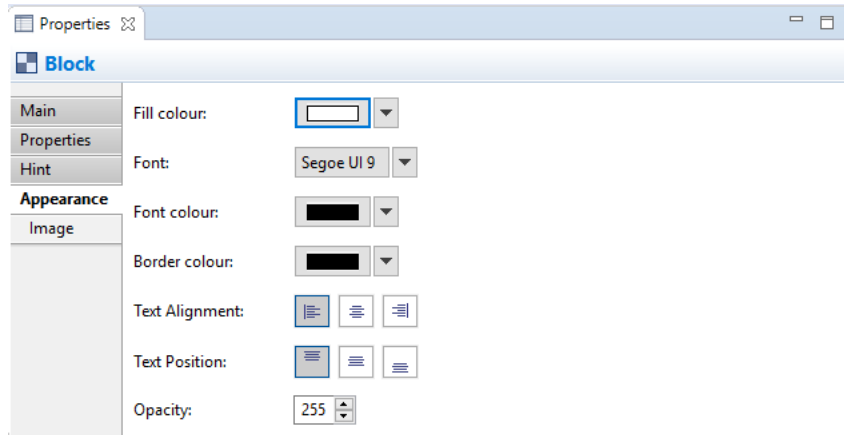 Properties
Block
Main
Properties
Hint
Appearance
Image
Fill colour:
Font:
Segoe UI 9
Font colour:
Border colour:
Text Alignment:
Text Position:
Opacity:
255